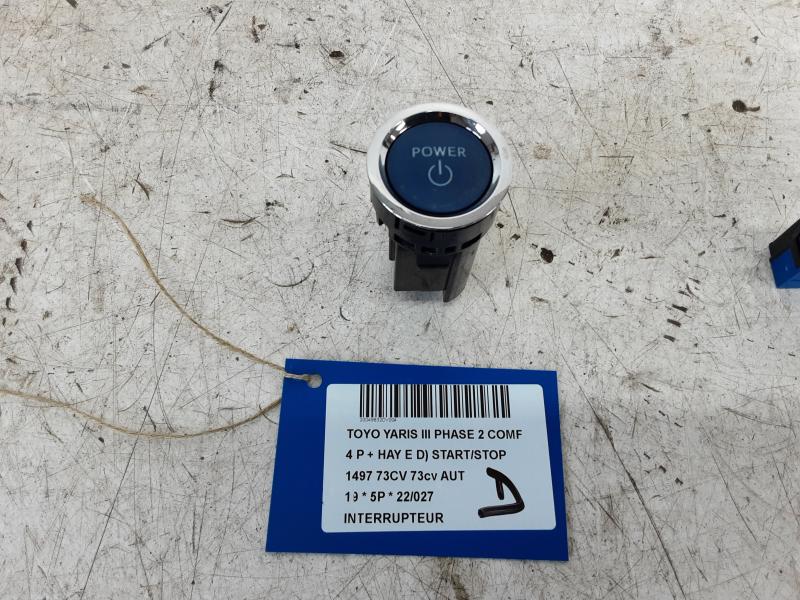 POWER
TOYO YARIS III PHASE 2 COMF
4 P + HAY E D) START/STOP
1497 73CV 73cv AUT
19 * 5P * 22/027
INTERRUPTEUR
D